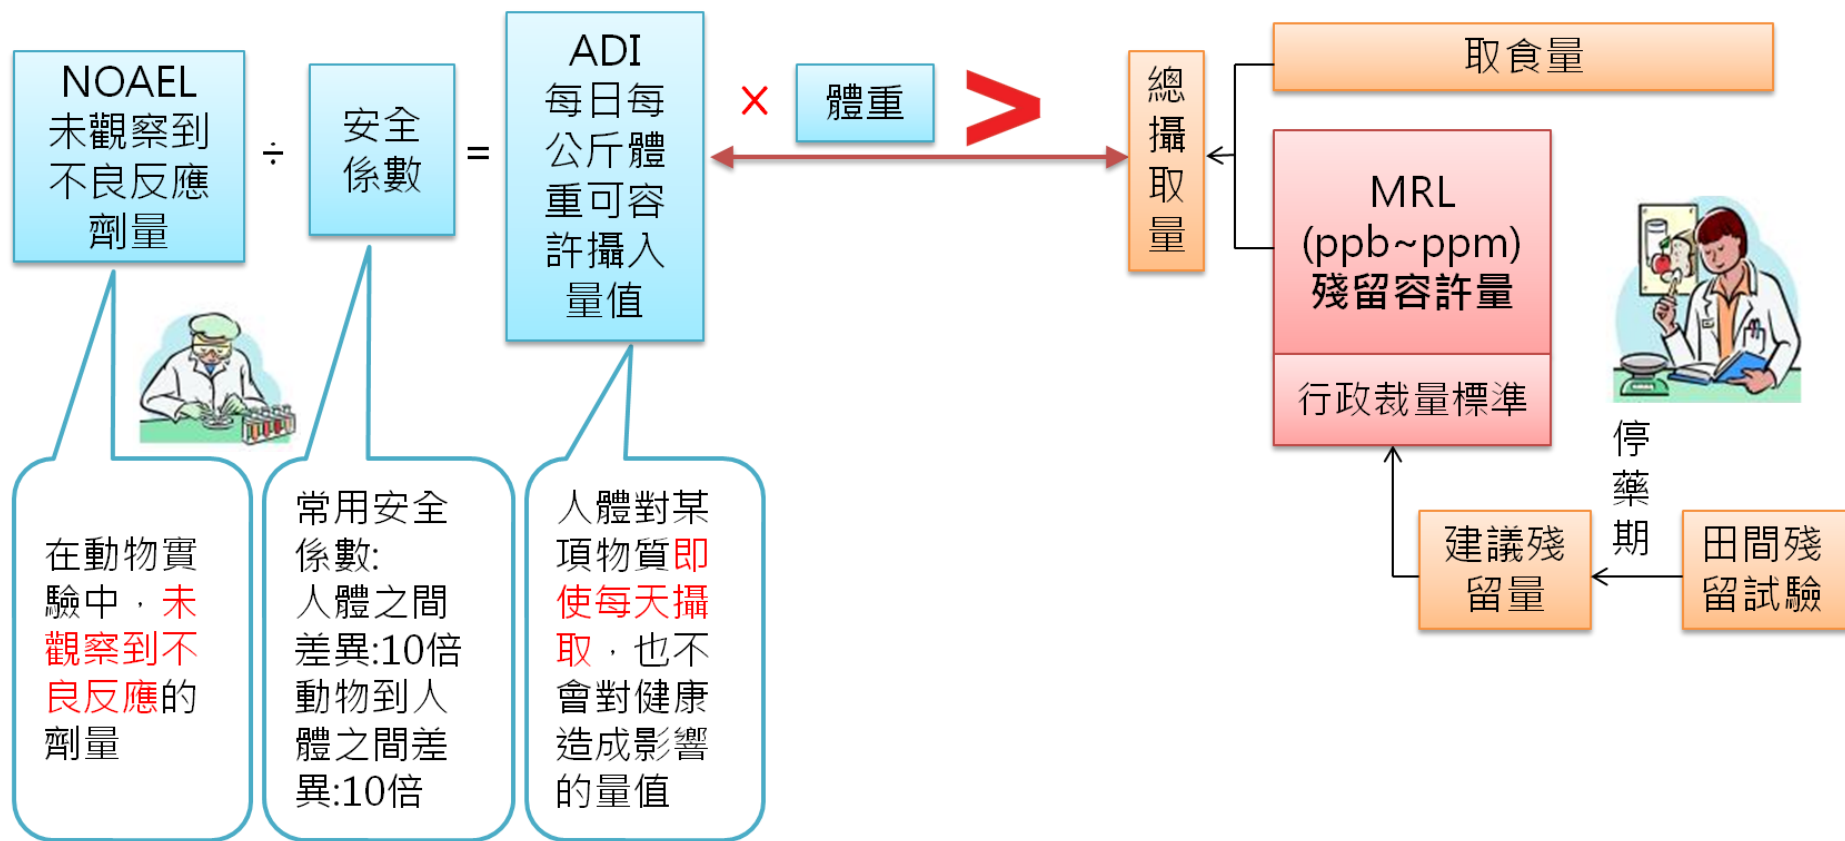 NOAEL
未觀察到
不良反應
劑量
÷
安全
係數
=
ADI
每日每
公斤體
重可容
許攝入
量值
×
體重
>
總
攝
取
量
取食量
MRL
(ppb~ppm)
殘留容許量
行政裁量標準
停
藥
期
建議殘
留量
田間殘
留試驗
在動物實
驗中，未
觀察到不
良反應的
劑量
常用安全
係數:
人體之間
差異:10倍
動物到人
體之間差
異:10倍
人體對某
項物質即
使每天攝
取，也不
會對健康
造成影響
的量值